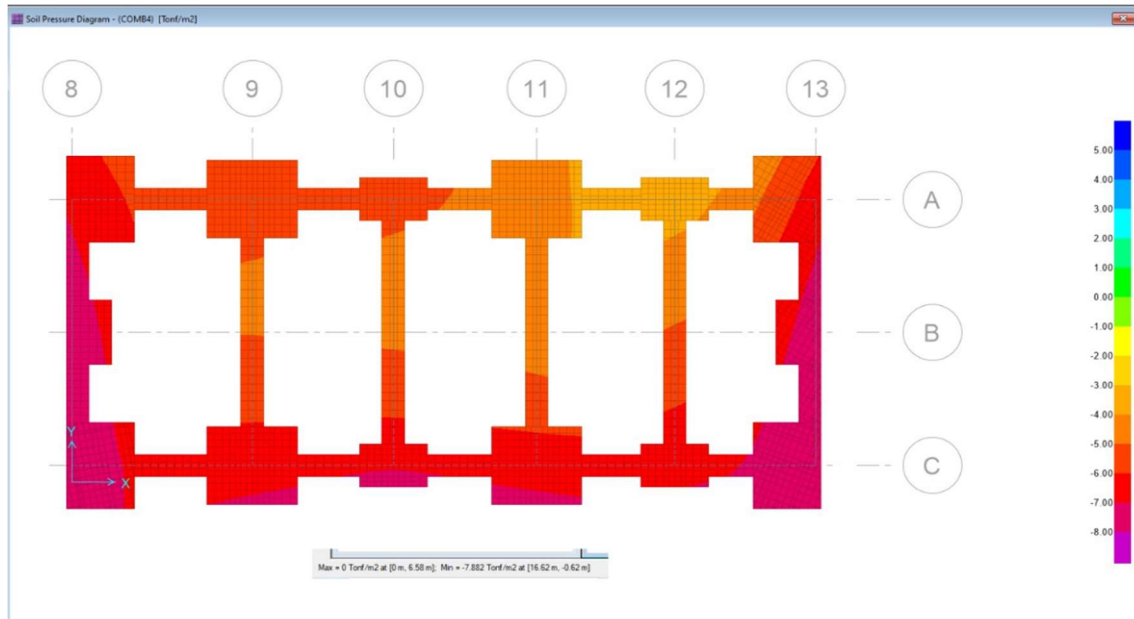 Soil Pressure Diagram - (COMB4) [Tonf/m2]
8 9 10 11 12 13
A
B
C
Y
X
5.00
4.00
3.00
2.00
1.00
0.00
-1.00
-2.00
-3.00
-4.00
-5.00
-6.00
-7.00
-8.00
Max = 0 Tonf/m2 at [0 m, 6.58 m]; Min = -7.882 Tonf/m2 at [16.62 m, -0.62 m]